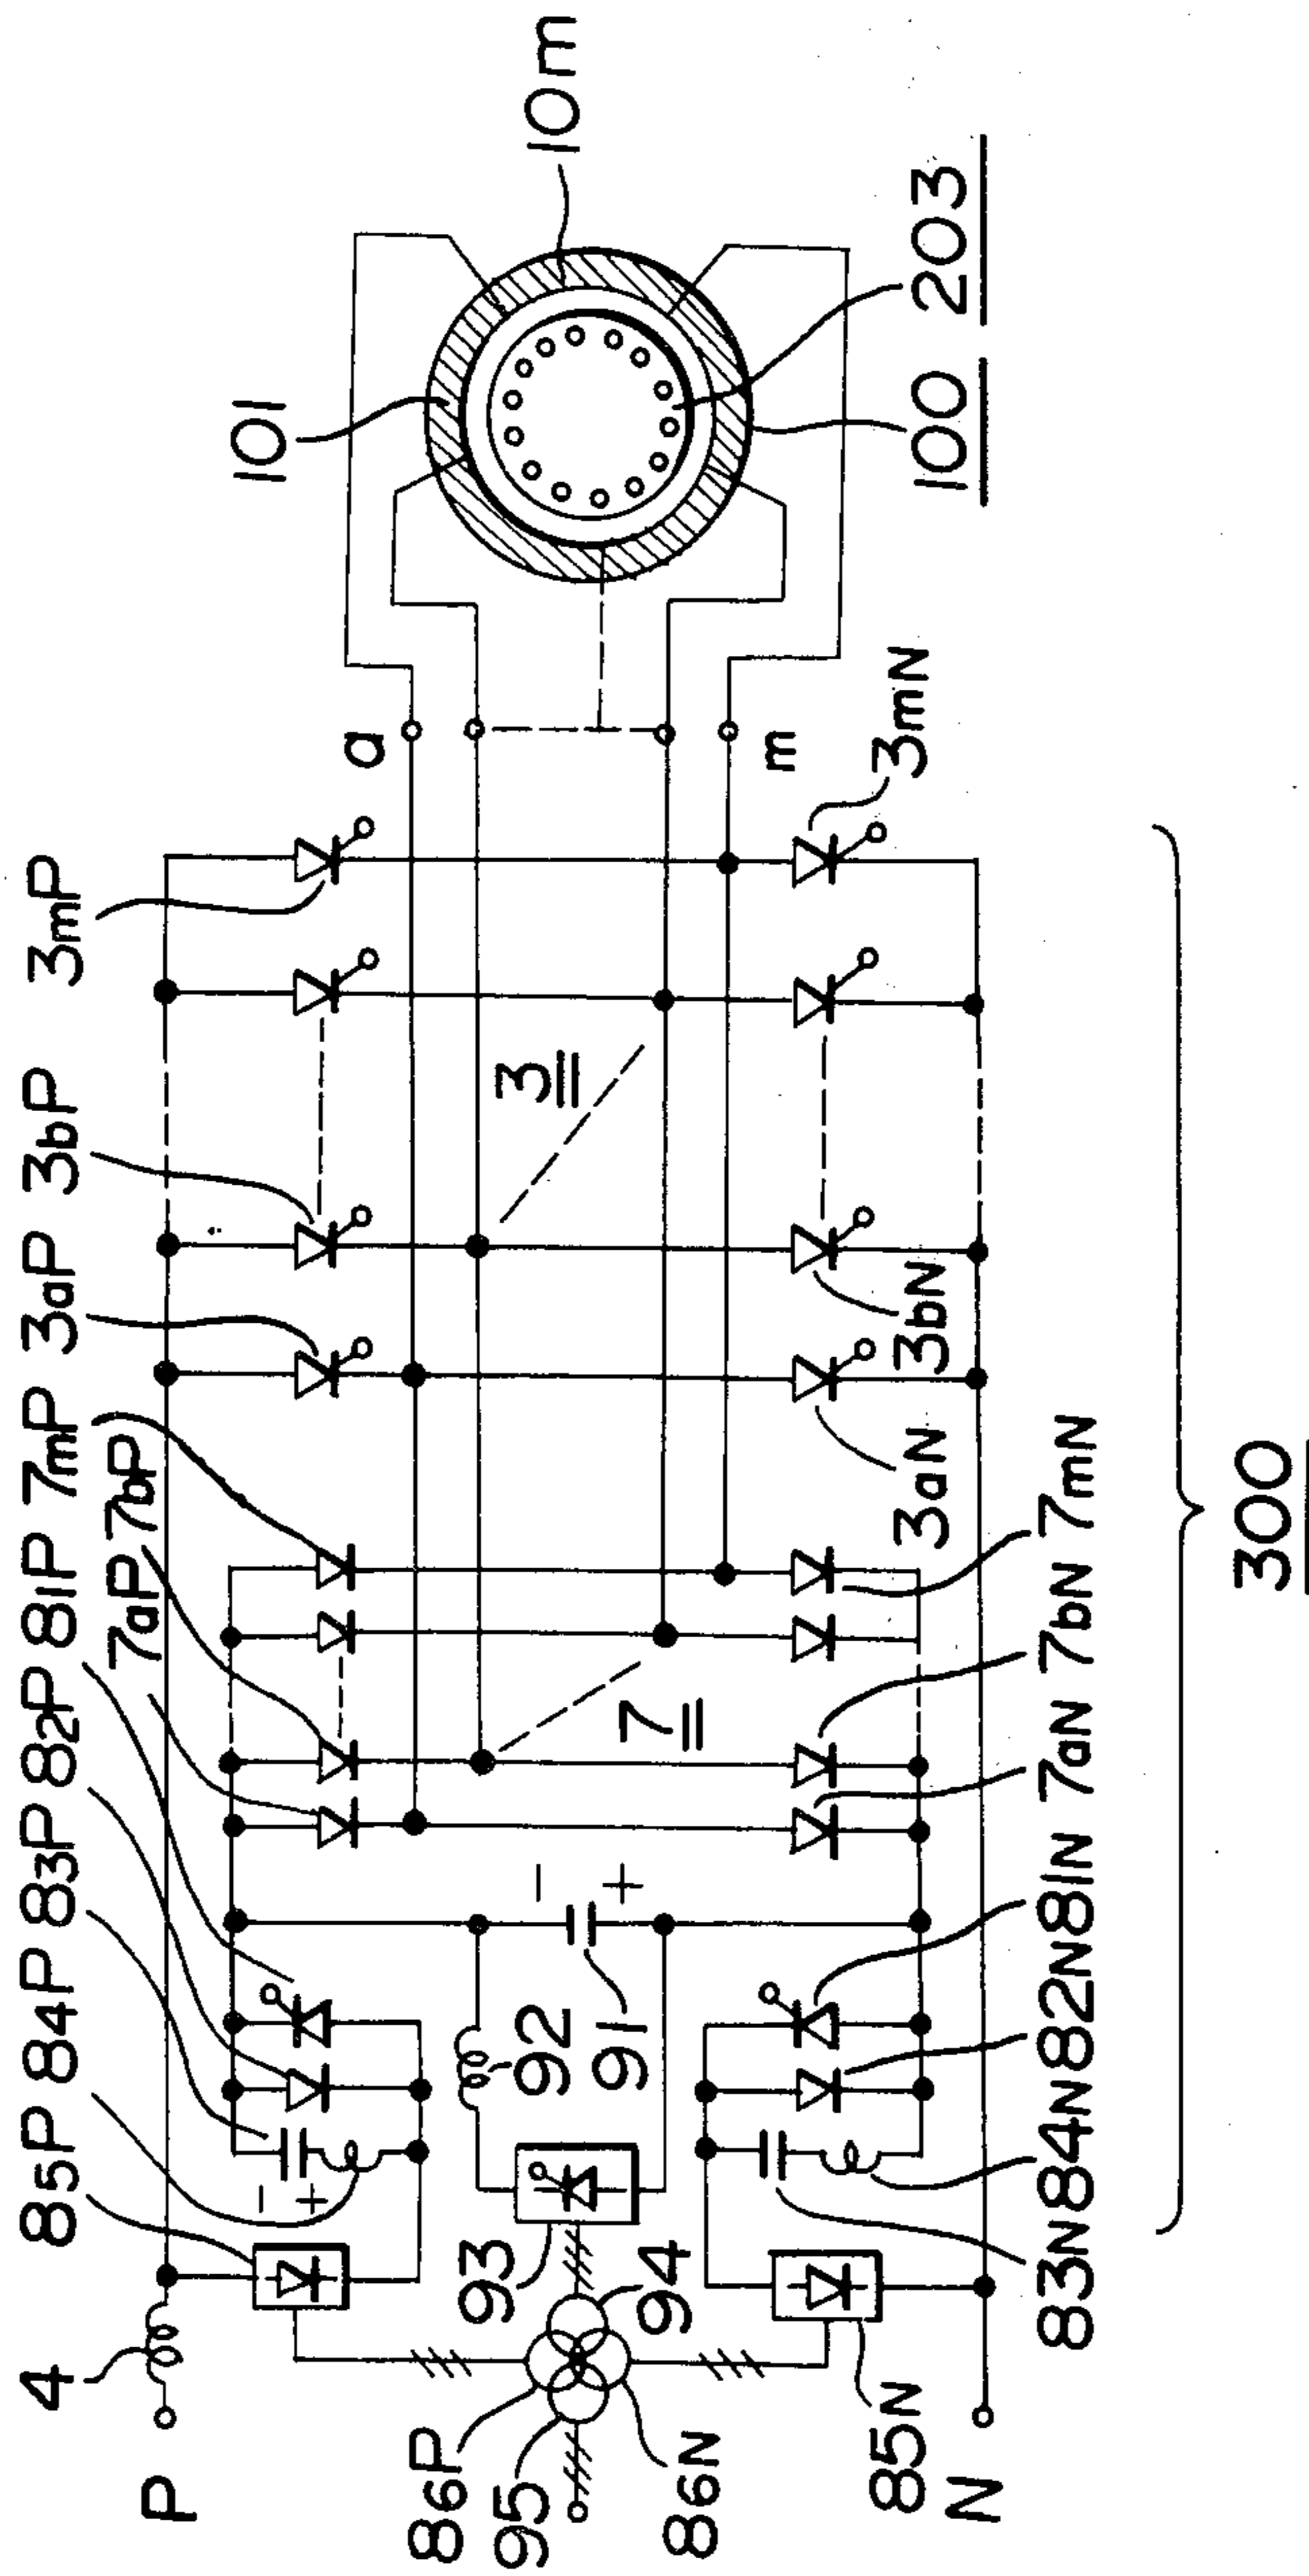 4 85P 84P 83P 82P 81P 7mP 3aP 3bP 3mP
7aP 7bP
P
a
101
10m
86P
95
93
94
92
91
−
+
−
+
7
3
m
3mN
86N
85N
N
83N 84N 82N 81N 7aN 7bN 7mN
3aN
3bN
100
203
300